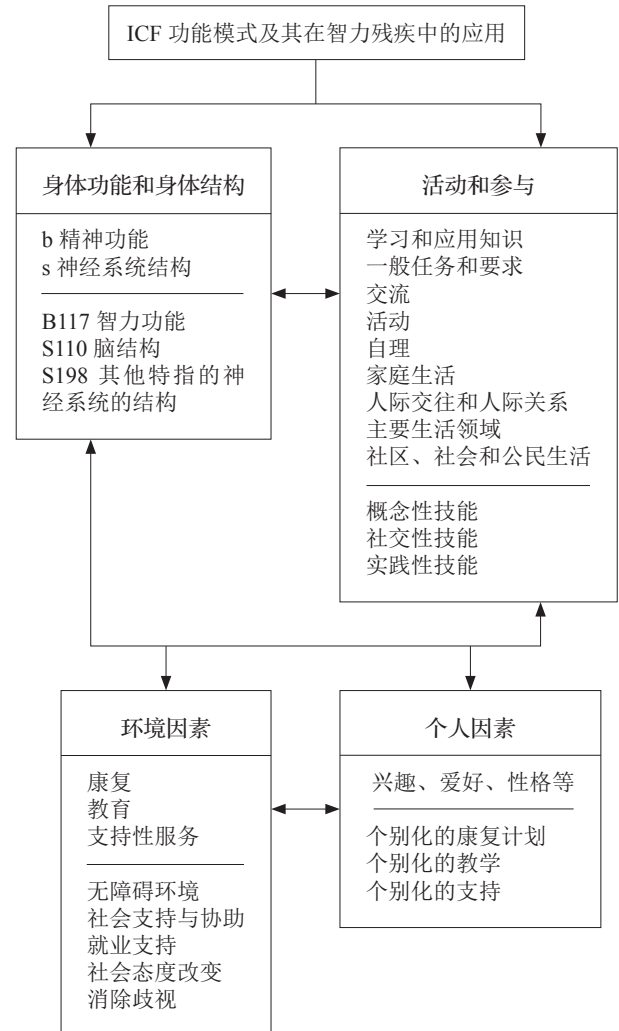 ICF 功能模式及其在智力残疾中的应用
身体功能和身体结构
b 精神功能
s 神经系统结构
B117 智力功能
S110 脑结构
S198 其他特指的神
经系统的结构
活动和参与
学习和应用知识
一般任务和要求
交流
活动
自理
家庭生活
人际交往和人际关系
主要生活领域
社区、社会和公民生活
概念性技能
社交性技能
实践性技能
环境因素
康复
教育
支持性服务
无障碍环境
社会支持与协助
就业支持
社会态度改变
消除歧视
个人因素
兴趣、爱好、性格等
个别化的康复计划
个别化的教学
个别化的支持